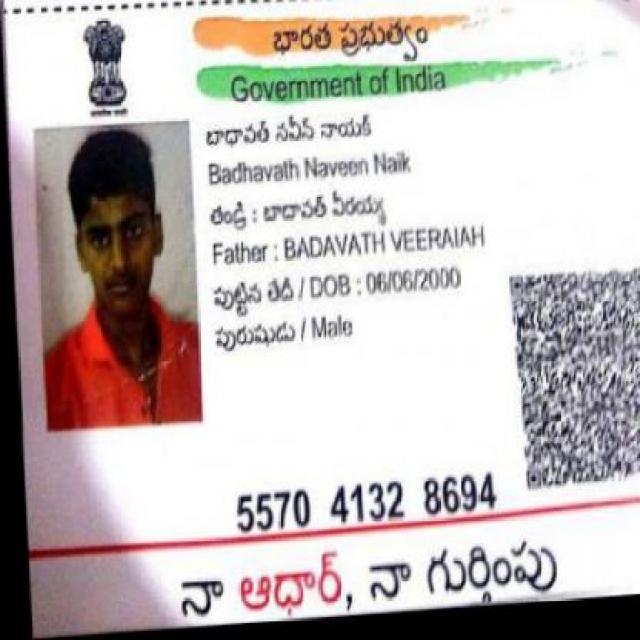 భారత ప్రభుత్వం
Government of India
బాధావత్ నవీన్ నాయక్
Badhavath Naveen Naik
తండ్రి : బాదావత్ వీరయ్య
Father : BADAVATH VEERAIAH
పుట్టిన తేదీ / DOB : 06/06/2000
పురుషుడు / Male
5570 4132 8694
నా ఆధార్, నా గుర్తింపు